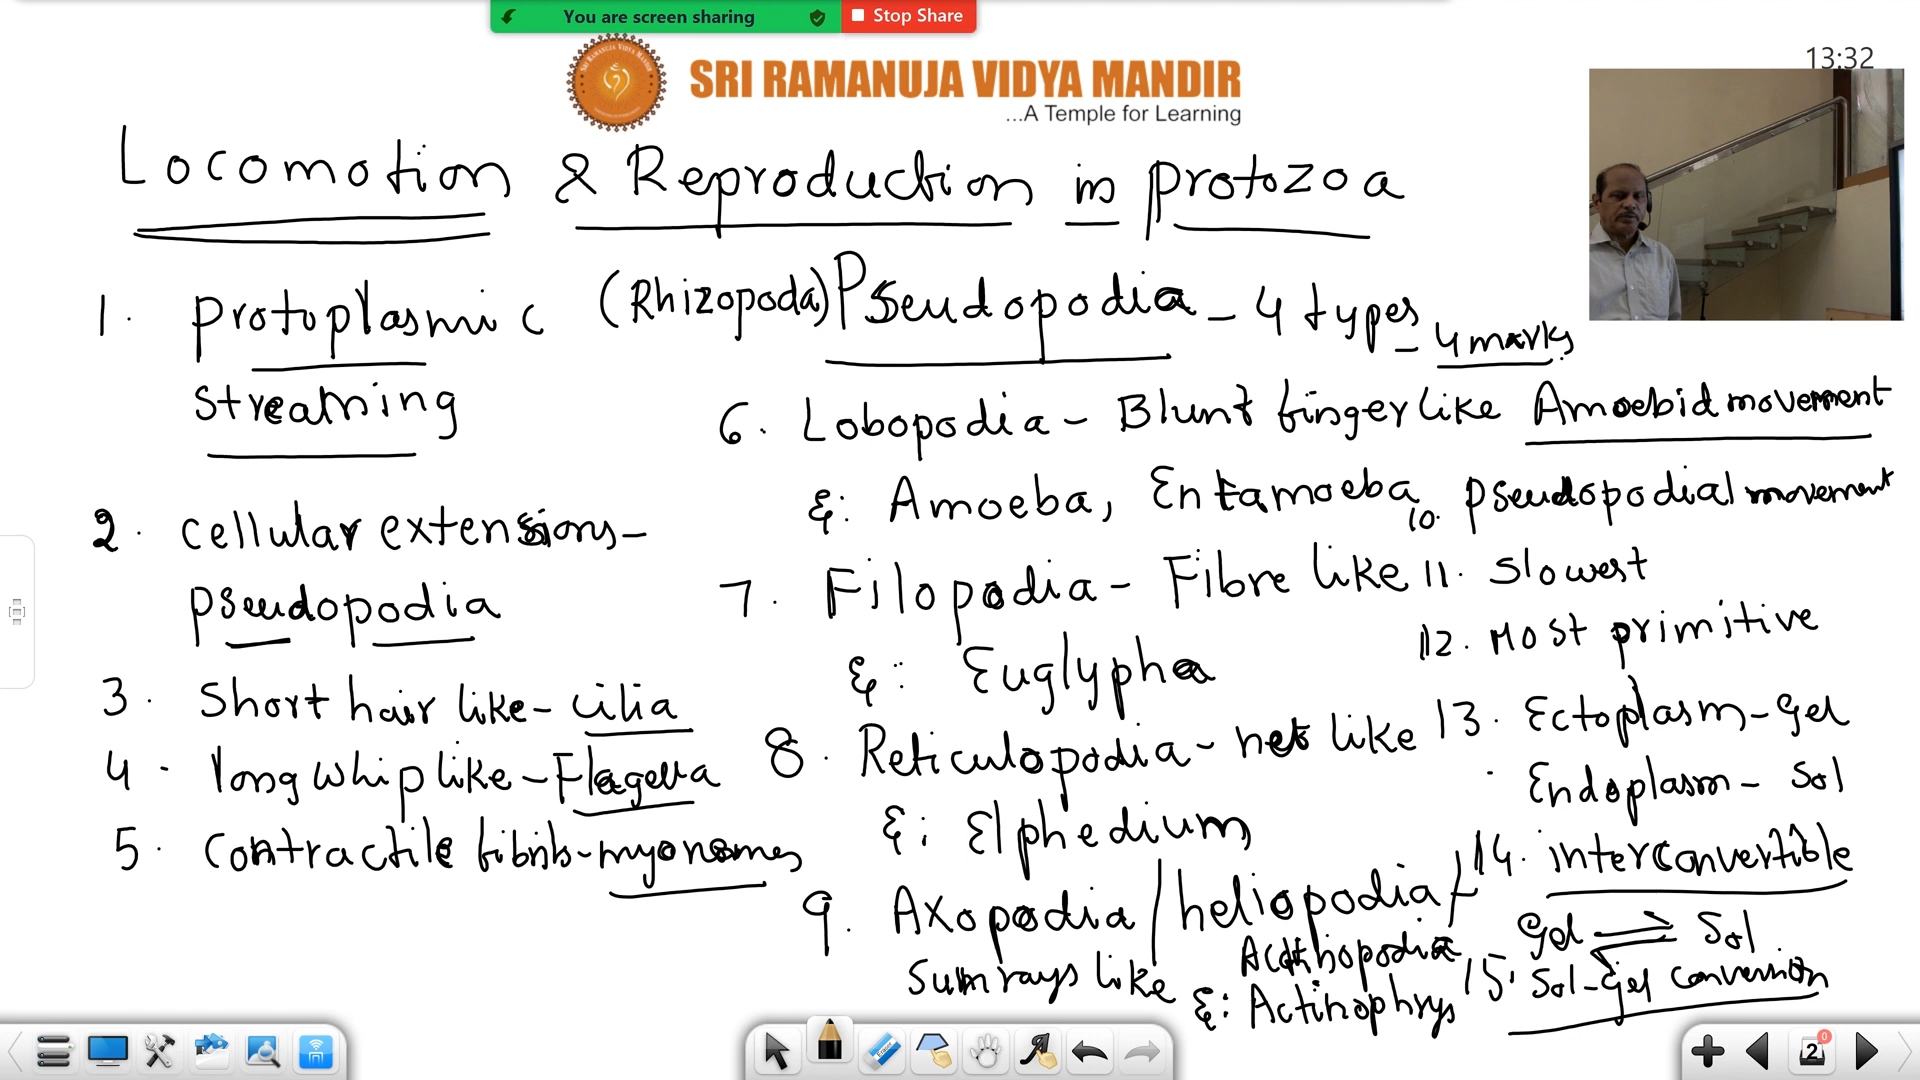 You are screen sharing
Stop Share
SRI RAMANUJA VIDYA MANDIR
...A Temple for Learning
13:32
Locomotion & Reproduction in protozoa
1. protoplasmic
streaming
2. cellular extensions-
pseudopodia
3. Short hair like - cilia
4 - long whip like - Flagella
5. contractile fibrils - myonemes
(Rhizopoda) Pseudopodia - 4 types - 4 marks
6. Lobopodia - Blunt finger like
Eg: Amoeba, Entamoeba
7. Filopodia - Fibre like
Eg: Euglypha
8. Reticulopodia - net like
Eg: Elphedium
9. Axopodia / heliopodia /
Actinopodia
Sun rays like
Eg: Actinophrys
Amoebid movement
10. pseudopodial movement
11. Slowest
12. Most primitive
13. Ectoplasm - gel
Endoplasm - Sol
14. interconvertible
Gel ⇌ Sol
15. Sol-Gel conversion
Eraser
2
0